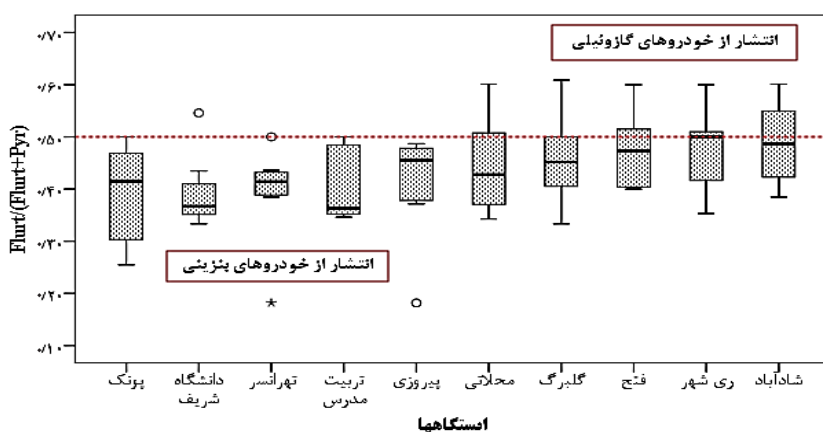 انتشار از خودروهای گازوئیلی
انتشار از خودروهای بنزینی
Flurt/(Flurt+Pyr)
۰/۷۰
۰/۶۰
۰/۵۰
۰/۴۰
۰/۳۰
۰/۲۰
۰/۱۰
پونک
دانشگاه
شریف
تهرانسر
تربیت
مدرس
پیروزی
محلاتی
گلبرگ
فتح
ری شهر
شادآباد
ایستگاهها